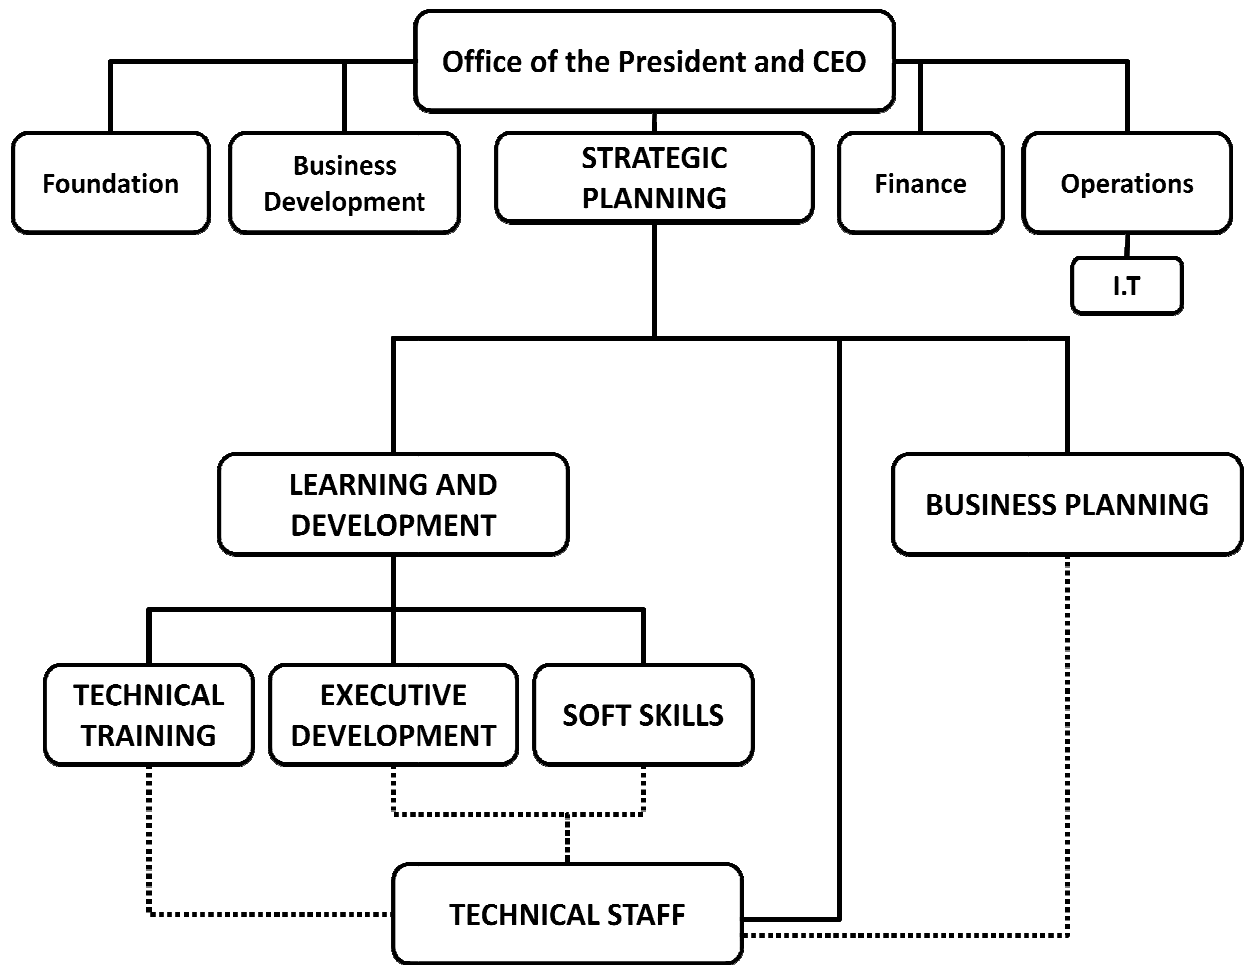 Office of the President and CEO
Foundation
Business
Development
STRATEGIC
PLANNING
Finance
Operations
I.T
LEARNING AND
DEVELOPMENT
BUSINESS PLANNING
TECHNICAL
TRAINING
EXECUTIVE
DEVELOPMENT
SOFT SKILLS
TECHNICAL STAFF